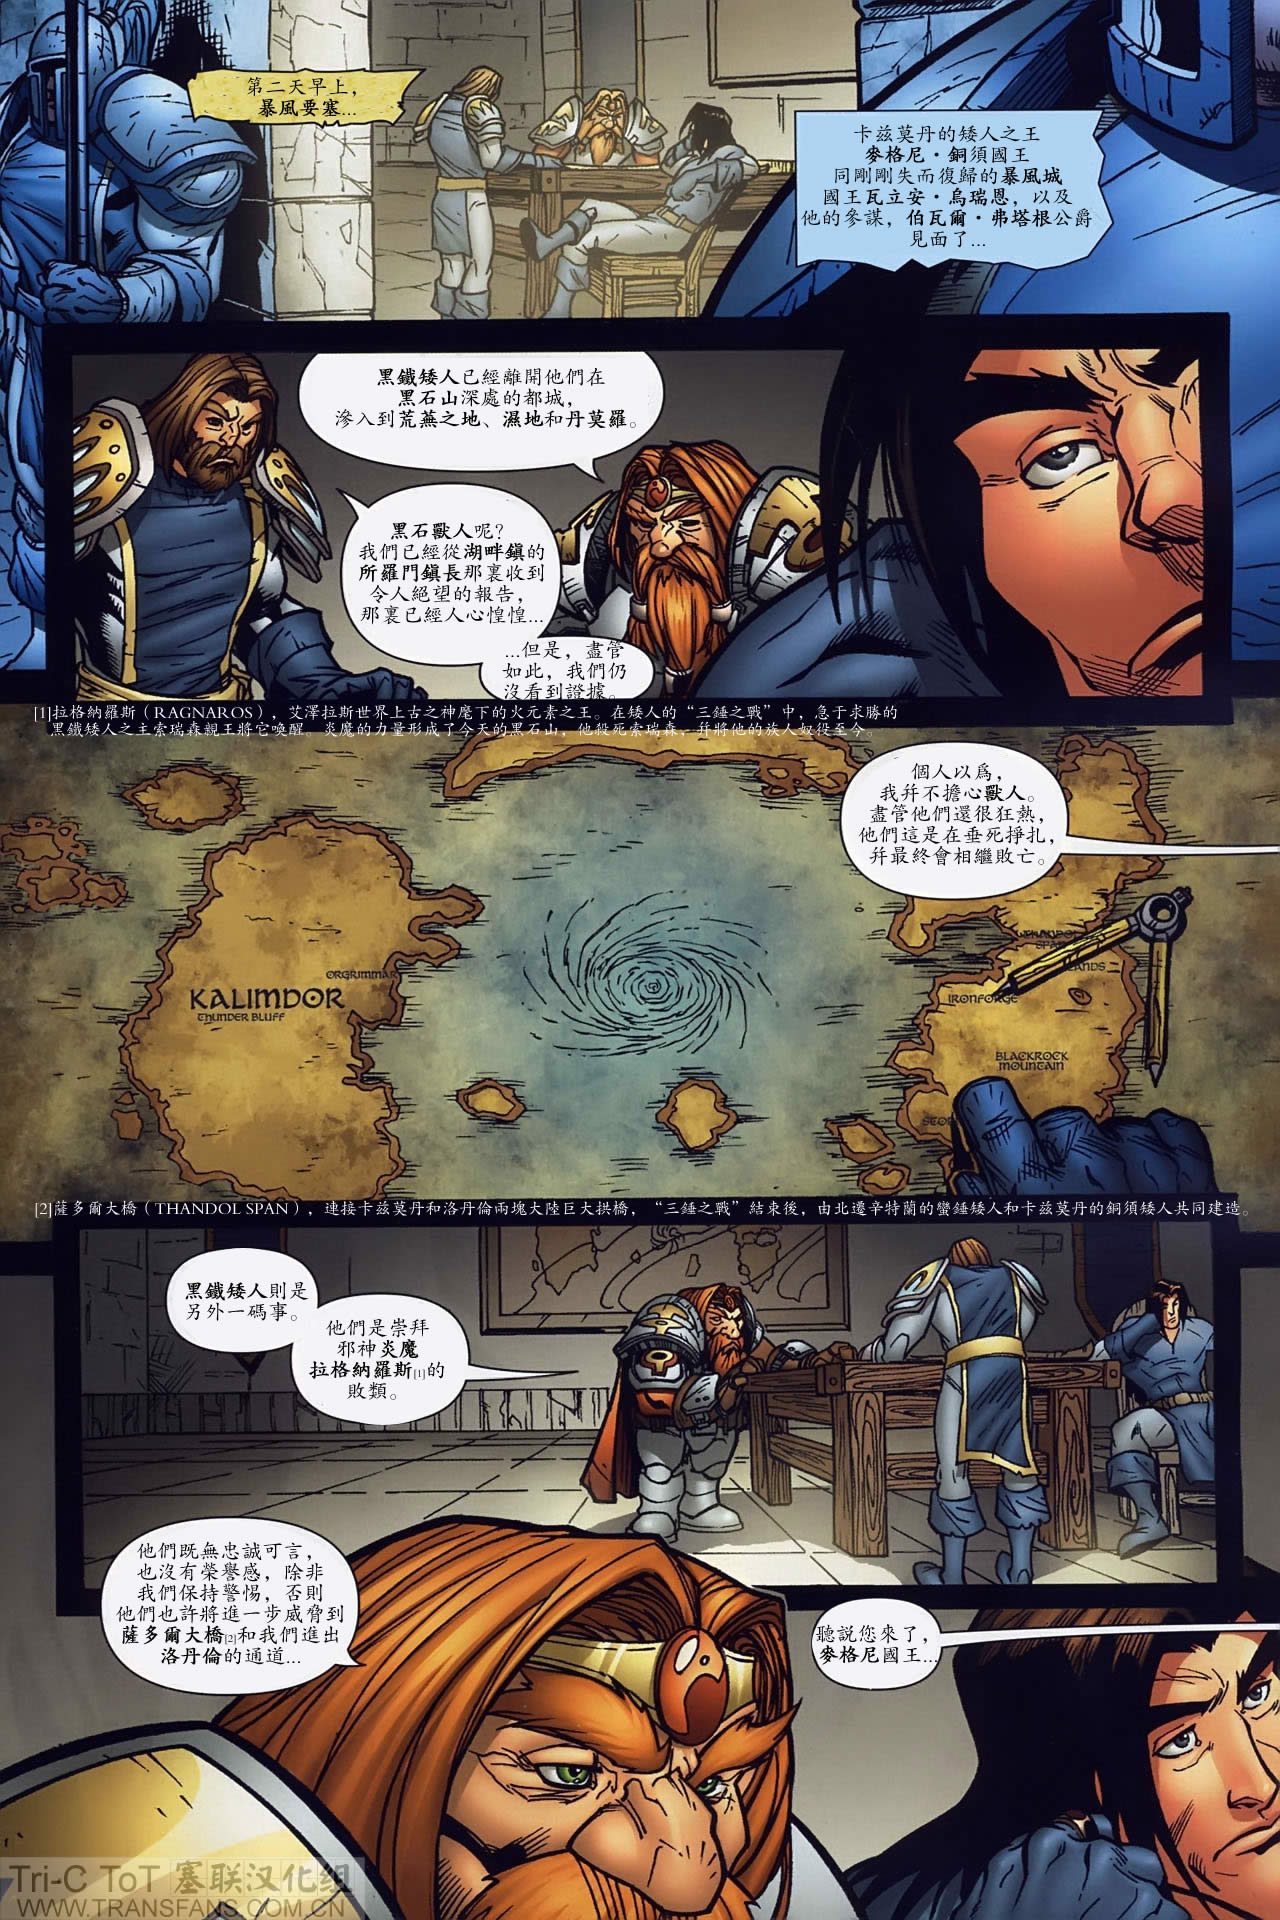 第二天早上，
暴風要塞…
卡兹莫丹的矮人之王
麥格尼·銅須國王
同剛剛失而復歸的暴風城
國王瓦立安·烏瑞恩，以及
他的參謀，伯瓦爾·弗塔根公爵
見面了…
黑鐵矮人已經離開他們在
黑石山深處的都城，
滲入到荒蕪之地、濕地和丹莫羅。
黑石獸人呢？
我們已經從湖畔鎮的
所羅門鎮長那裏收到
令人絕望的報告，
那裏已經人心惶惶…
…但是，盡管
如此，我們仍
沒看到證據。
[1]拉格納羅斯（RAGNAROS），艾澤拉斯世界上古之神麾下的火元素之王。在矮人的“三錘之戰”中，急于求勝的
黑鐵矮人之主索瑞森親王將它喚醒。炎魔的力量形成了今天的黑石山，他殺死索瑞森，幷將他的族人奴役至今。
個人以爲，
我幷不擔心獸人。
盡管他們還很狂熱，
他們這是在垂死掙扎，
幷最終會相繼敗亡。
THANDOL
SPAN
ORGRIMMAR
KALIMDOR
THUNDER BLUFF
IRONFORGE
BLACKROCK
MOUNTAIN
[2]薩多爾大橋（THANDOL SPAN），連接卡兹莫丹和洛丹倫兩塊大陸巨大拱橋，“三錘之戰”結束後，由北遷辛特蘭的蠻錘矮人和卡兹莫丹的銅須矮人共同建造。
黑鐵矮人則是
另外一碼事。
他們是崇拜
邪神炎魔
拉格納羅斯[1]的
敗類。
他們既無忠誠可言，
也沒有榮譽感，除非
我們保持警惕，否則
他們也許將進一步威脅到
薩多爾大橋[2]和我們進出
洛丹倫的通道…
聽説您來了，
麥格尼國王…
Tri-C ToT 塞联汉化组
WWW.TRANSFANS.COM.CN